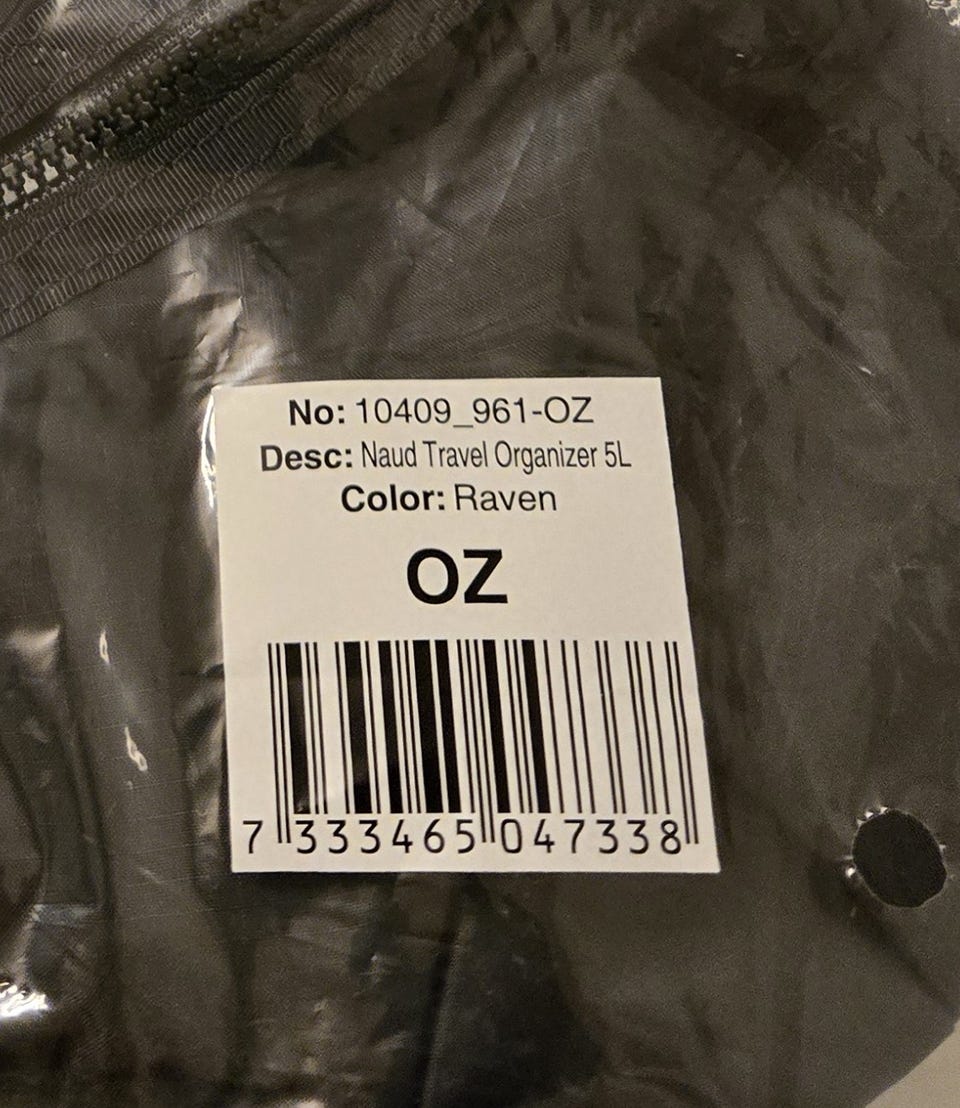 No: 10409_961-OZ
Desc: Naud Travel Organizer 5L
Color: Raven
OZ
7 333465 047338